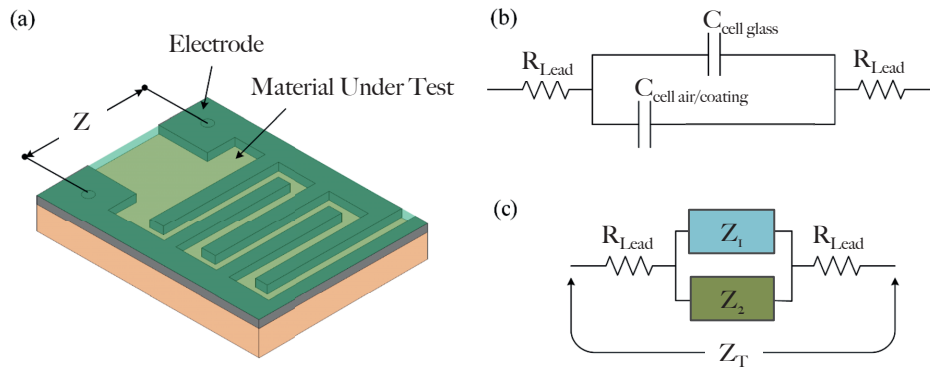 (a)
Electrode
Material Under Test
Z
(b)
C cell glass
R Lead
R Lead
C cell air/coating
(c)
R Lead
Z 1
R Lead
Z 2
Z T